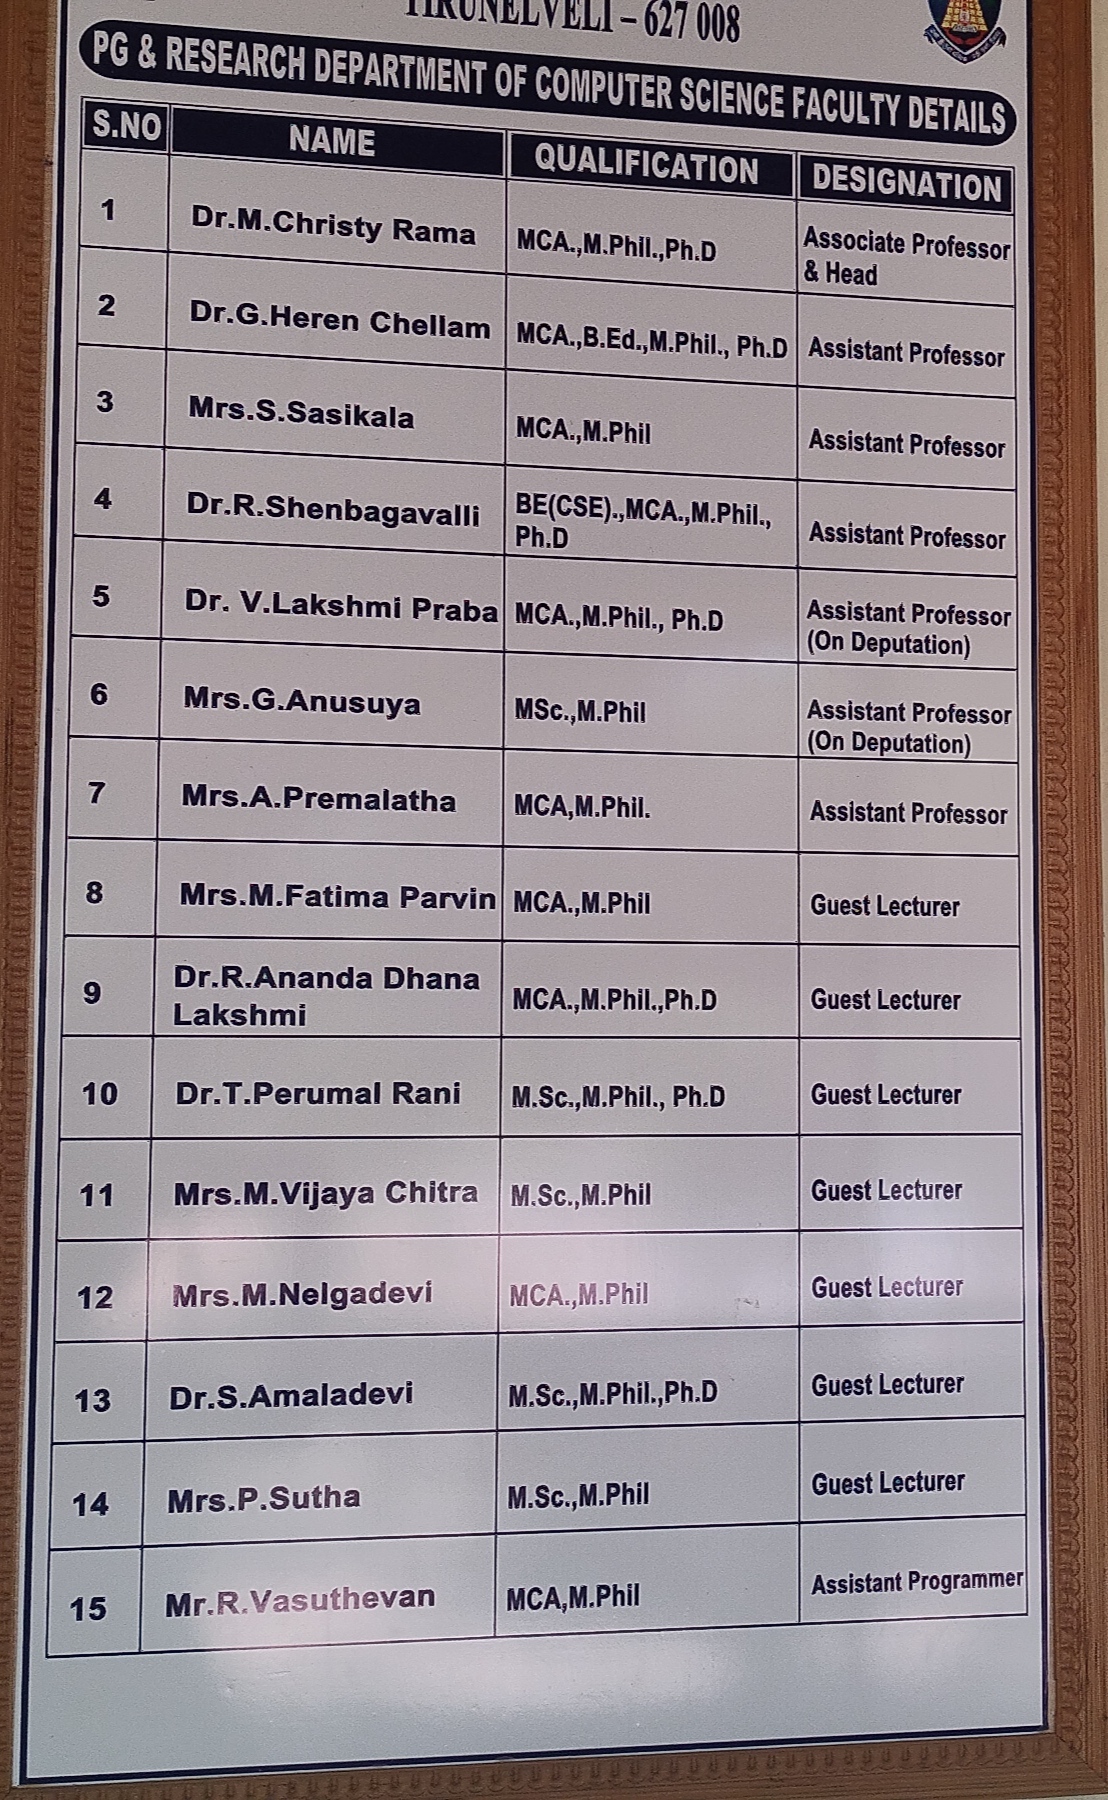 TIRUNELVELI – 627 008
PG & RESEARCH DEPARTMENT OF COMPUTER SCIENCE FACULTY DETAILS
S.NO NAME QUALIFICATION DESIGNATION
1 Dr.M.Christy Rama MCA.,M.Phil.,Ph.D Associate Professor
& Head
2 Dr.G.Heren Chellam MCA.,B.Ed.,M.Phil., Ph.D Assistant Professor
3 Mrs.S.Sasikala MCA.,M.Phil Assistant Professor
4 Dr.R.Shenbagavalli BE(CSE).,MCA.,M.Phil.,
Ph.D Assistant Professor
5 Dr. V.Lakshmi Praba MCA.,M.Phil., Ph.D Assistant Professor
(On Deputation)
6 Mrs.G.Anusuya MSc.,M.Phil Assistant Professor
(On Deputation)
7 Mrs.A.Premalatha MCA,M.Phil. Assistant Professor
8 Mrs.M.Fatima Parvin MCA.,M.Phil Guest Lecturer
9 Dr.R.Ananda Dhana
Lakshmi MCA.,M.Phil.,Ph.D Guest Lecturer
10 Dr.T.Perumal Rani M.Sc.,M.Phil., Ph.D Guest Lecturer
11 Mrs.M.Vijaya Chitra M.Sc.,M.Phil Guest Lecturer
12 Mrs.M.Nelgadevi MCA.,M.Phil Guest Lecturer
13 Dr.S.Amaladevi M.Sc.,M.Phil.,Ph.D Guest Lecturer
14 Mrs.P.Sutha M.Sc.,M.Phil Guest Lecturer
15 Mr.R.Vasuthevan MCA,M.Phil Assistant Programmer